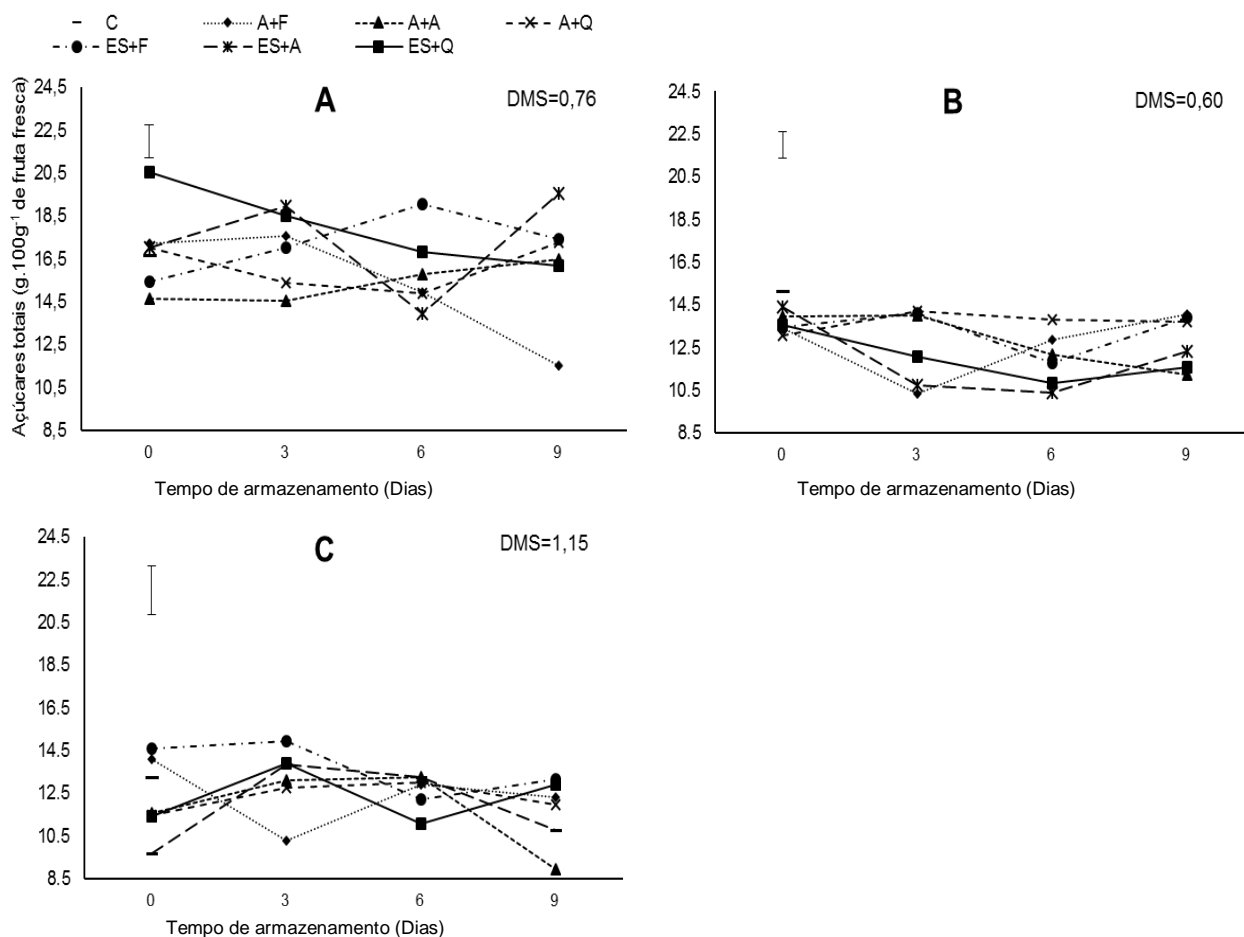 C A+F A+A A+Q
ES+F ES+A ES+Q
Açúcares totais (g.100g⁻¹ de fruta fresca)
A
DMS=0,76
24,5
22,5
20,5
18,5
16,5
14,5
12,5
10,5
8,5
0 3 6 9
Tempo de armazenamento (Dias)
B
DMS=0,60
24.5
22.5
20.5
18.5
16.5
14.5
12.5
10.5
8.5
0 3 6 9
Tempo de armazenamento (Dias)
C
DMS=1,15
24.5
22.5
20.5
18.5
16.5
14.5
12.5
10.5
8.5
0 3 6 9
Tempo de armazenamento (Dias)